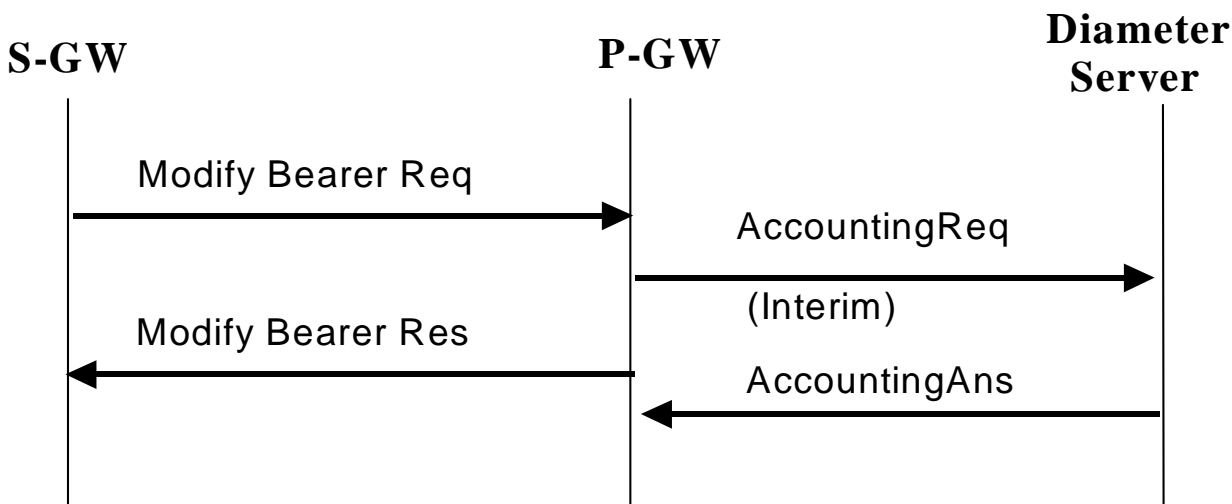 S-GW
P-GW
Diameter
Server
Modify Bearer Req
AccountingReq
(Interim)
Modify Bearer Res
AccountingAns